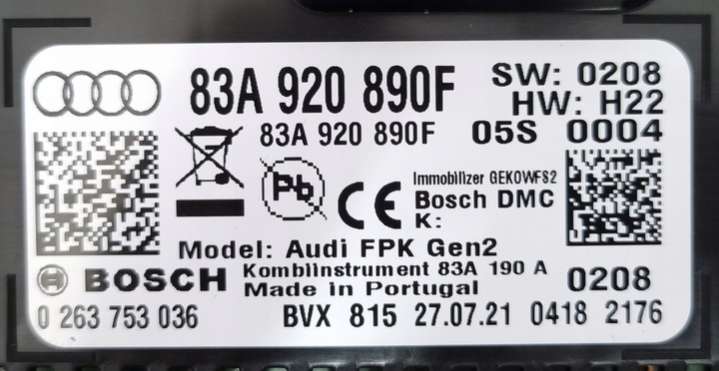 83A 920 890F SW: 0208
HW: H22
83A 920 890F 05S 0004
Pb
Immobilizer GEKOWFS2
CE Bosch DMC
K:
Model: Audi FPK Gen2
BOSCH Kombiinstrument 83A 190 A 0208
Made in Portugal
0 263 753 036 BVX 815 27.07.21 0418 2176